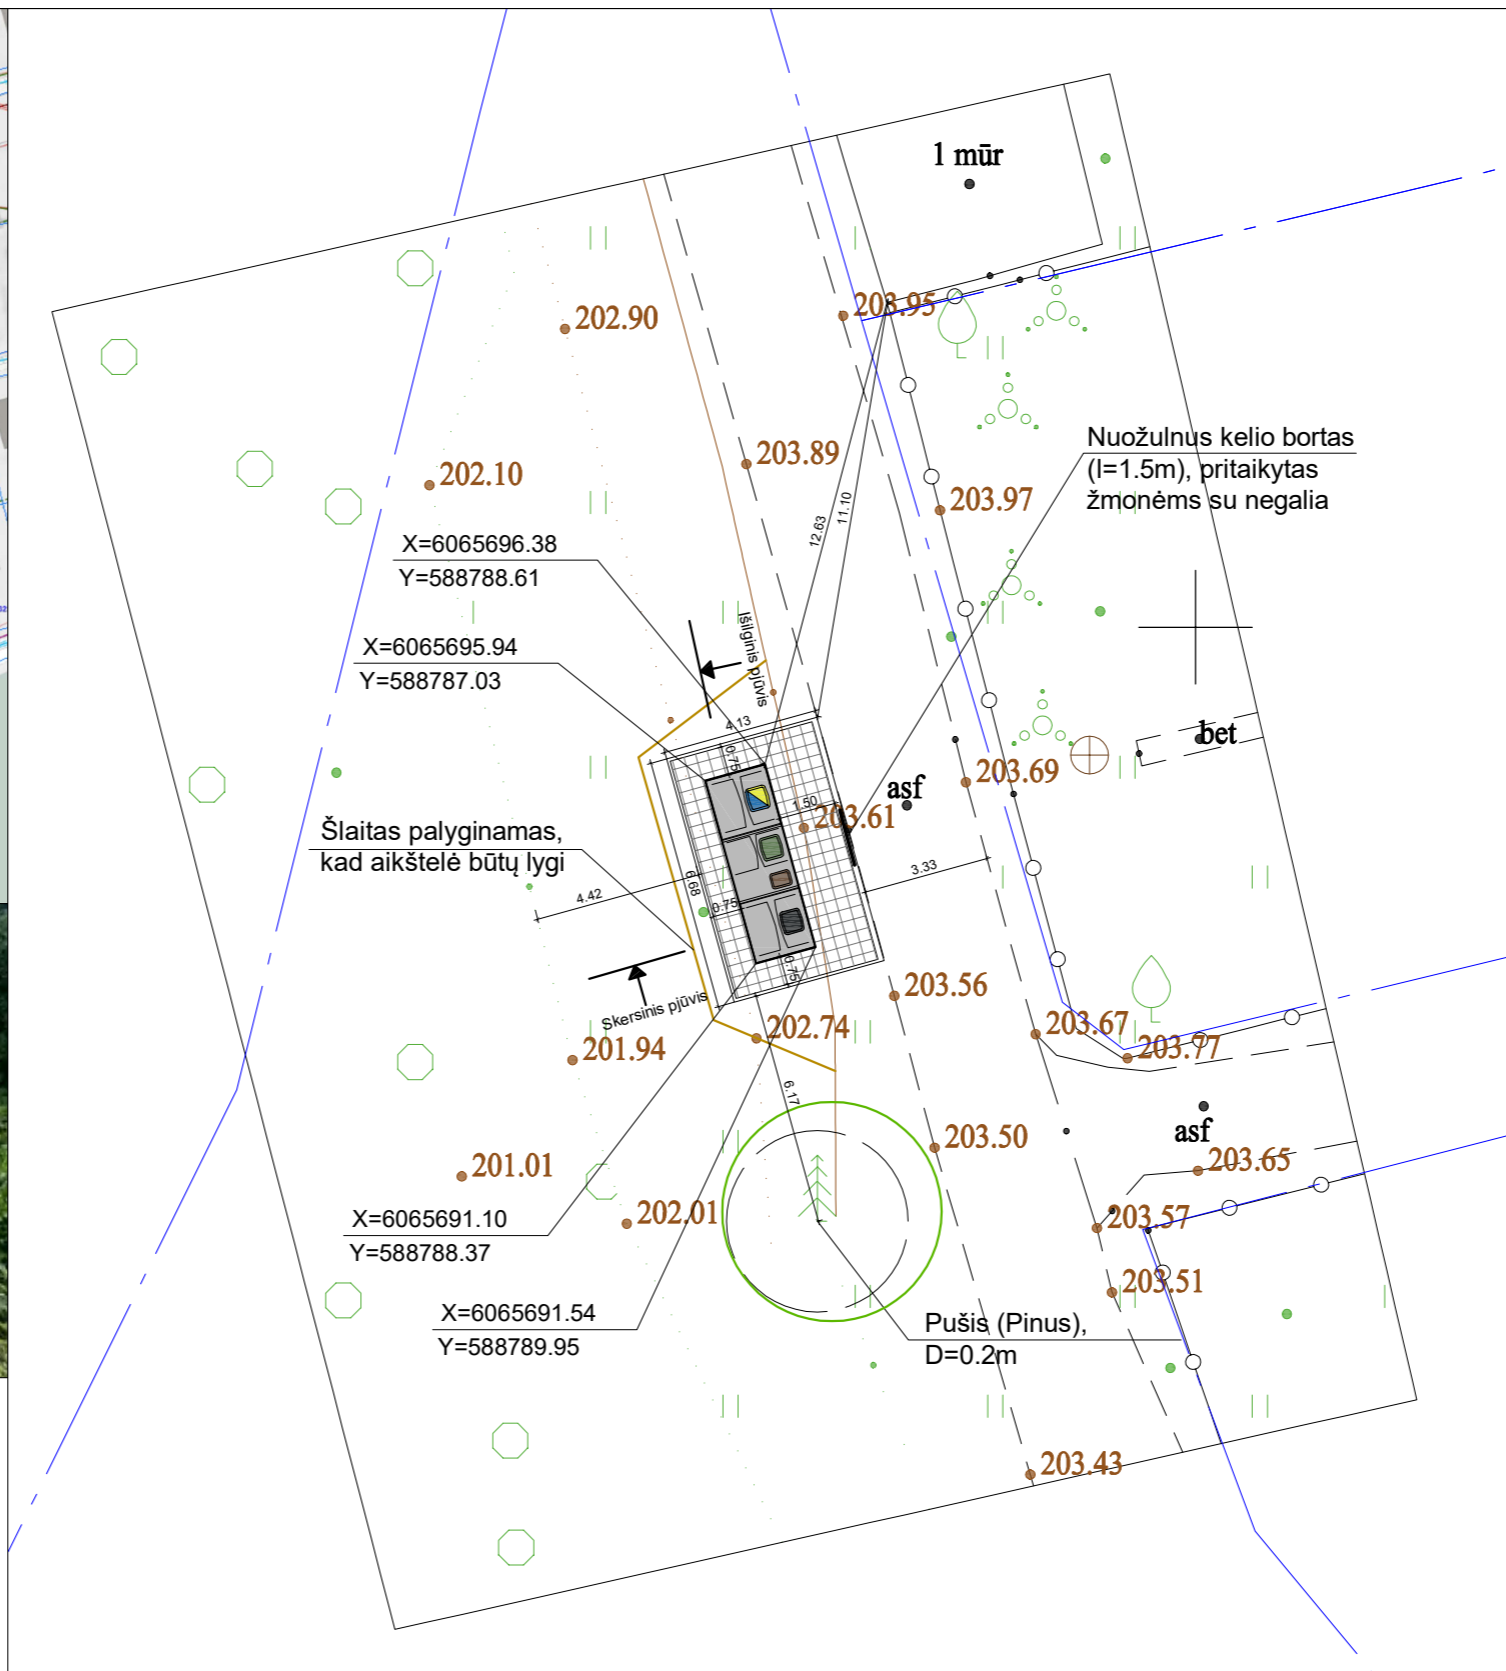 1 mūr
202.90
203.95
203.89
202.10
203.97
Nuožulnus kelio bortas
(l=1.5m), pritaikytas
žmonėms su negalia
12.63
11.10
X=6065696.38
Y=588788.61
X=6065695.94
Y=588787.03
Išilginis pjūvis
4.13
0.75
bet
203.69
asf
1.50
203.61
Šlaitas palyginamas,
kad aikštelė būtų lygi
6.68
3.33
4.42
0.75
0.75
Skersinis pjūvis
203.56
202.74
203.67
203.77
201.94
6.17
asf
203.50
203.65
201.01
202.01
203.57
X=6065691.10
Y=588788.37
203.51
X=6065691.54
Y=588789.95
Pušis (Pinus),
D=0.2m
203.43